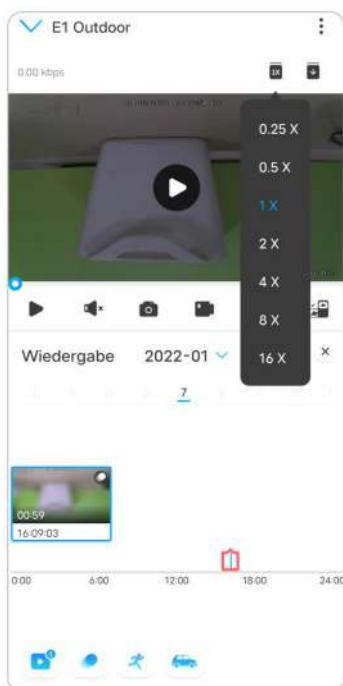 E1 Outdoor
0.00 kbps
1X
0.25 X
0.5 X
1 X
2 X
4 X
8 X
16 X
Wiedergabe 2022-01
7
00:59
16:09:03
0:00 6:00 12:00 18:00 24:00